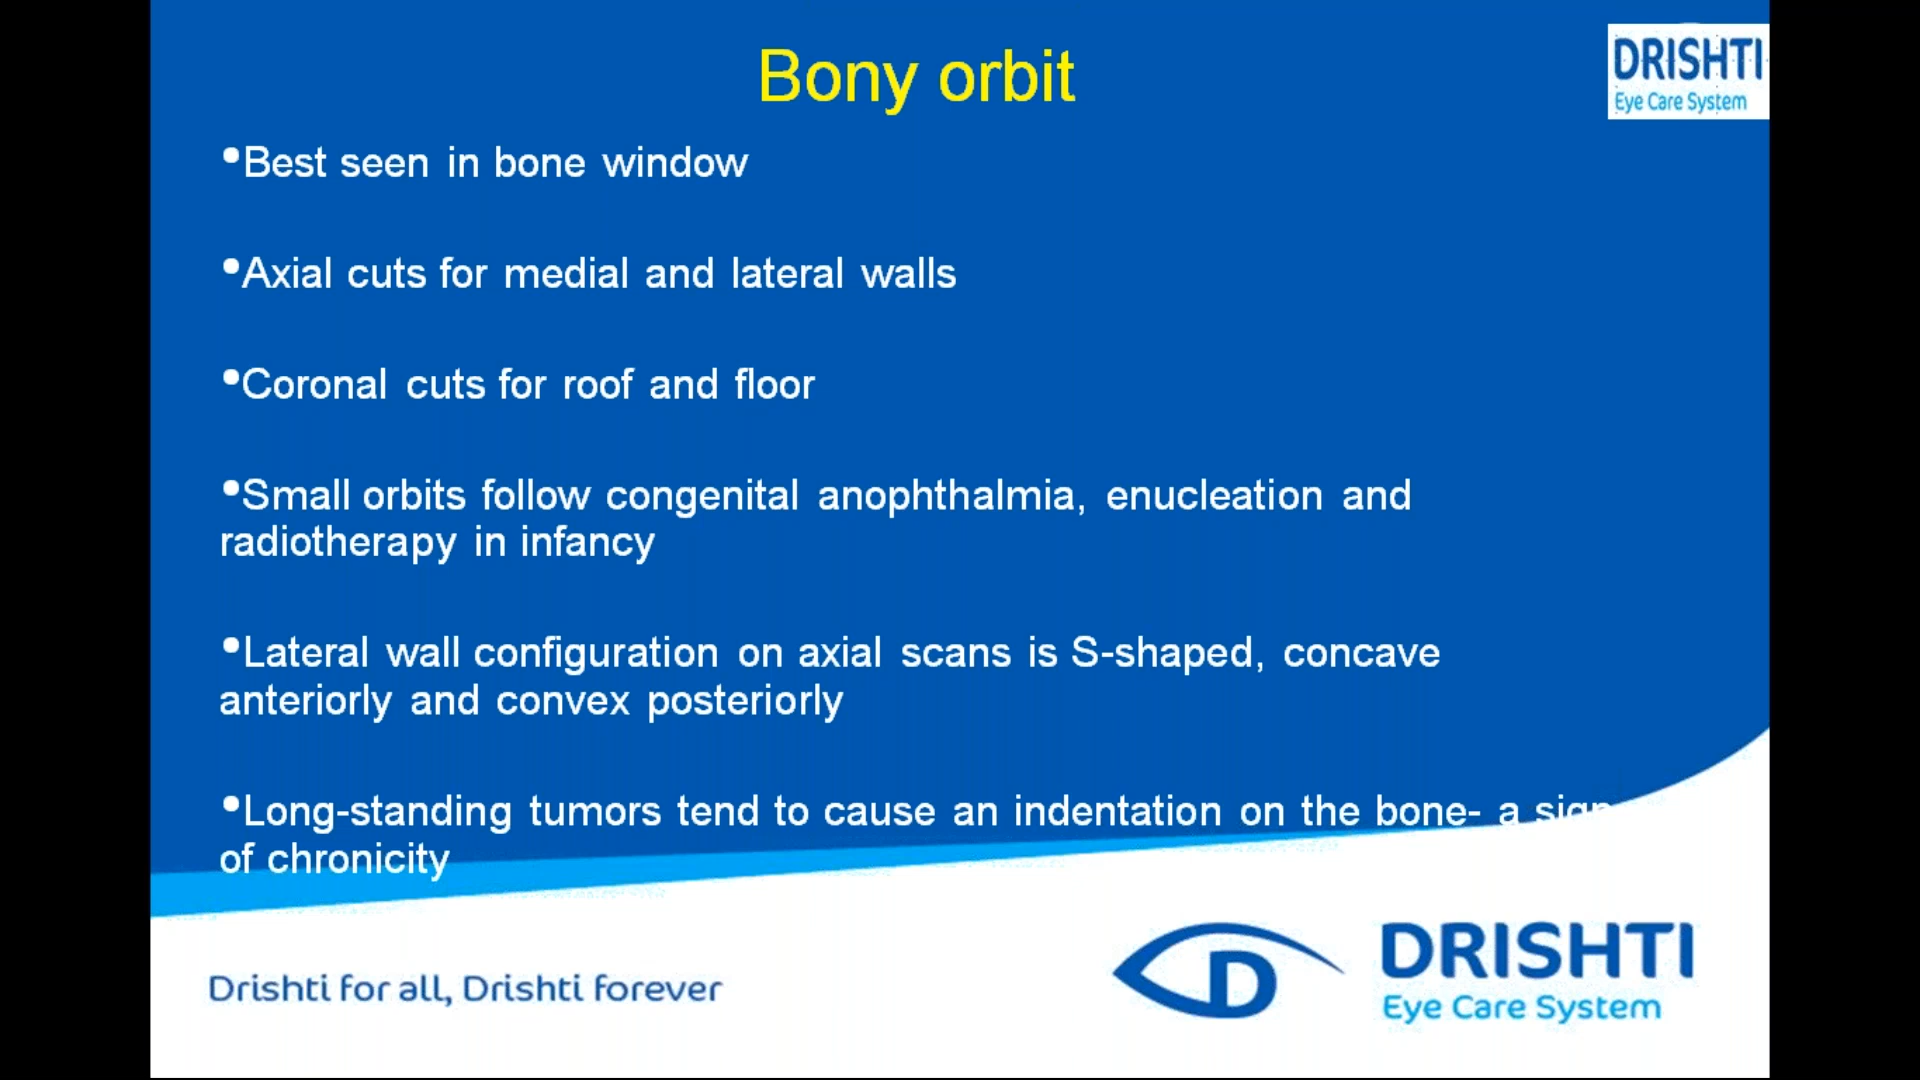 Bony orbit
DRISHTI
Eye Care System
•Best seen in bone window
•Axial cuts for medial and lateral walls
•Coronal cuts for roof and floor
•Small orbits follow congenital anophthalmia, enucleation and
radiotherapy in infancy
•Lateral wall configuration on axial scans is S-shaped, concave
anteriorly and convex posteriorly
•Long-standing tumors tend to cause an indentation on the bone- a sign
of chronicity
Drishti for all, Drishti forever
D
DRISHTI
Eye Care System